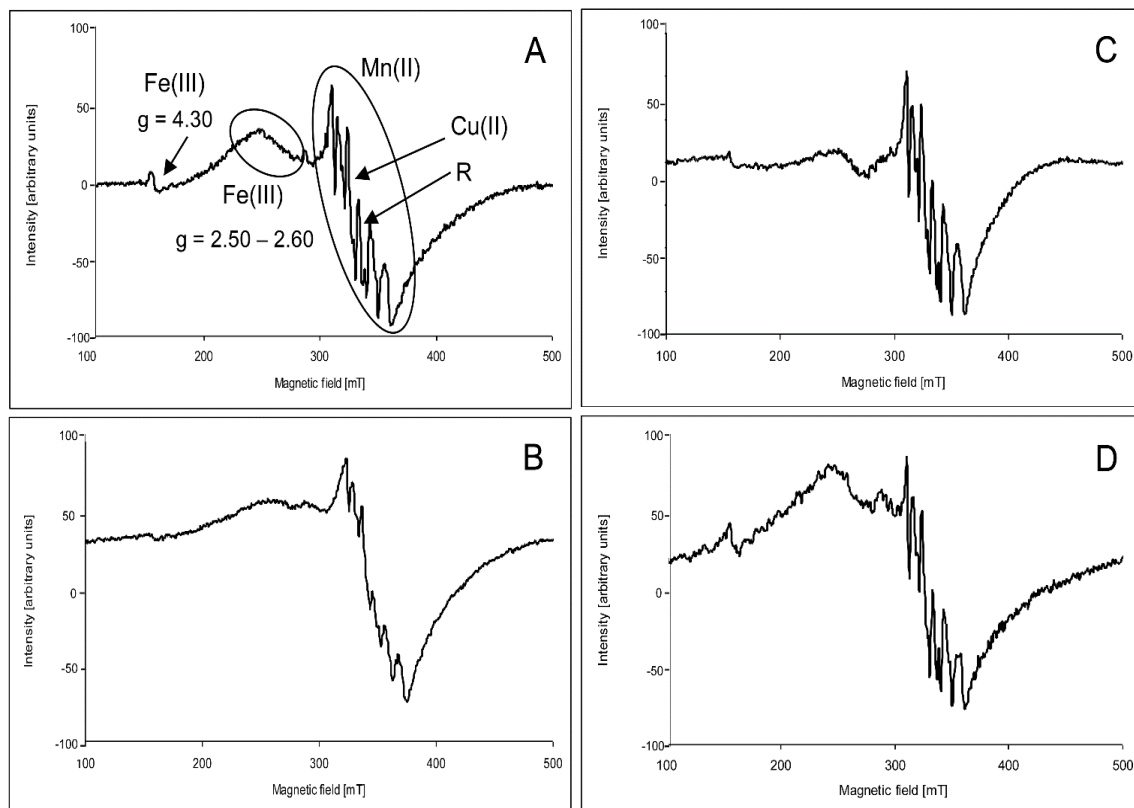 A
Fe(III)
g = 4.30
Fe(III)
g = 2.50 – 2.60
Mn(II)
Cu(II)
R
Intensity [arbitrary units]
100
50
0
-50
-100
100 200 300 400 500
Magnetic field [mT]
C
Intensity [arbitrary units]
100
50
0
-50
-100
100 200 300 400 500
Magnetic field [mT]
B
Intensity [arbitrary units]
100
50
0
-50
-100
100 200 300 400 500
Magnetic field [mT]
D
Intensity [arbitrary units]
100
50
0
-50
-100
100 200 300 400 500
Magnetic field [mT]